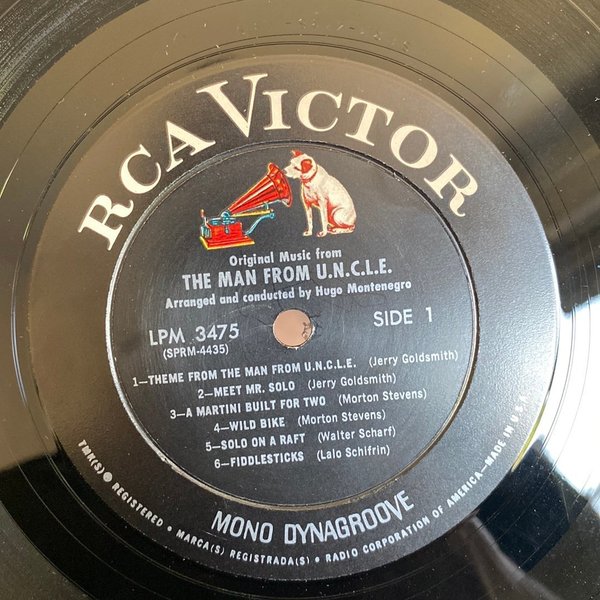 RCA VICTOR
Original Music from
THE MAN FROM U.N.C.L.E.
Arranged and conducted by Hugo Montenegro
LPM 3475
(SPRM-4435)
SIDE 1
1—THEME FROM THE MAN FROM U.N.C.L.E. (Jerry Goldsmith)
2—MEET MR. SOLO (Jerry Goldsmith)
3—A MARTINI BUILT FOR TWO (Morton Stevens)
4—WILD BIKE (Morton Stevens)
5—SOLO ON A RAFT (Walter Scharf)
6—FIDDLESTICKS (Lalo Schifrin)
MONO DYNAGROOVE
TMK(S) ® REGISTERED • MARCA(S) REGISTRADA(S) • RADIO CORPORATION OF AMERICA—MADE IN U.S.A.